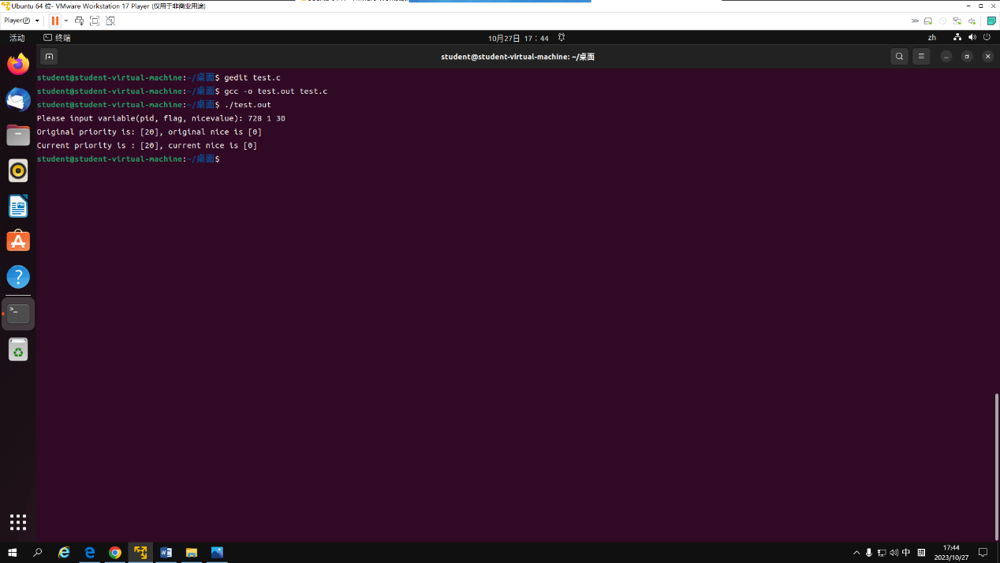 Ubuntu 64 位- VMware Workstation 17 Player (仅用于非商业用途)
Player(P)
活动
终端
10月27日 17：44
zh
student@student-virtual-machine: ~/桌面
student@student-virtual-machine:~/桌面$ gedit test.c
student@student-virtual-machine:~/桌面$ gcc -o test.out test.c
student@student-virtual-machine:~/桌面$ ./test.out
Please input variable(pid, flag, nicevalue): 728 1 30
Original priority is: [20], original nice is [0]
Current priority is : [20], current nice is [0]
student@student-virtual-machine:~/桌面$
中
17:44
2023/10/27